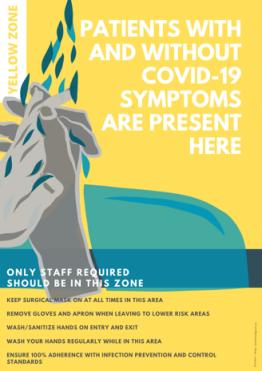 YELLOW ZONE
PATIENTS WITH
AND WITHOUT
COVID-19
SYMPTOMS
ARE PRESENT
HERE
ONLY STAFF REQUIRED
SHOULD BE IN THIS ZONE
KEEP SURGICAL MASK ON AT ALL TIMES IN THIS AREA
REMOVE GLOVES AND APRON WHEN LEAVING TO LOWER RISK AREAS
WASH/SANITIZE HANDS ON ENTRY AND EXIT
WASH YOUR HANDS REGULARLY WHILE IN THIS AREA
ENSURE 100% ADHERENCE WITH INFECTION PREVENTION AND CONTROL
STANDARDS